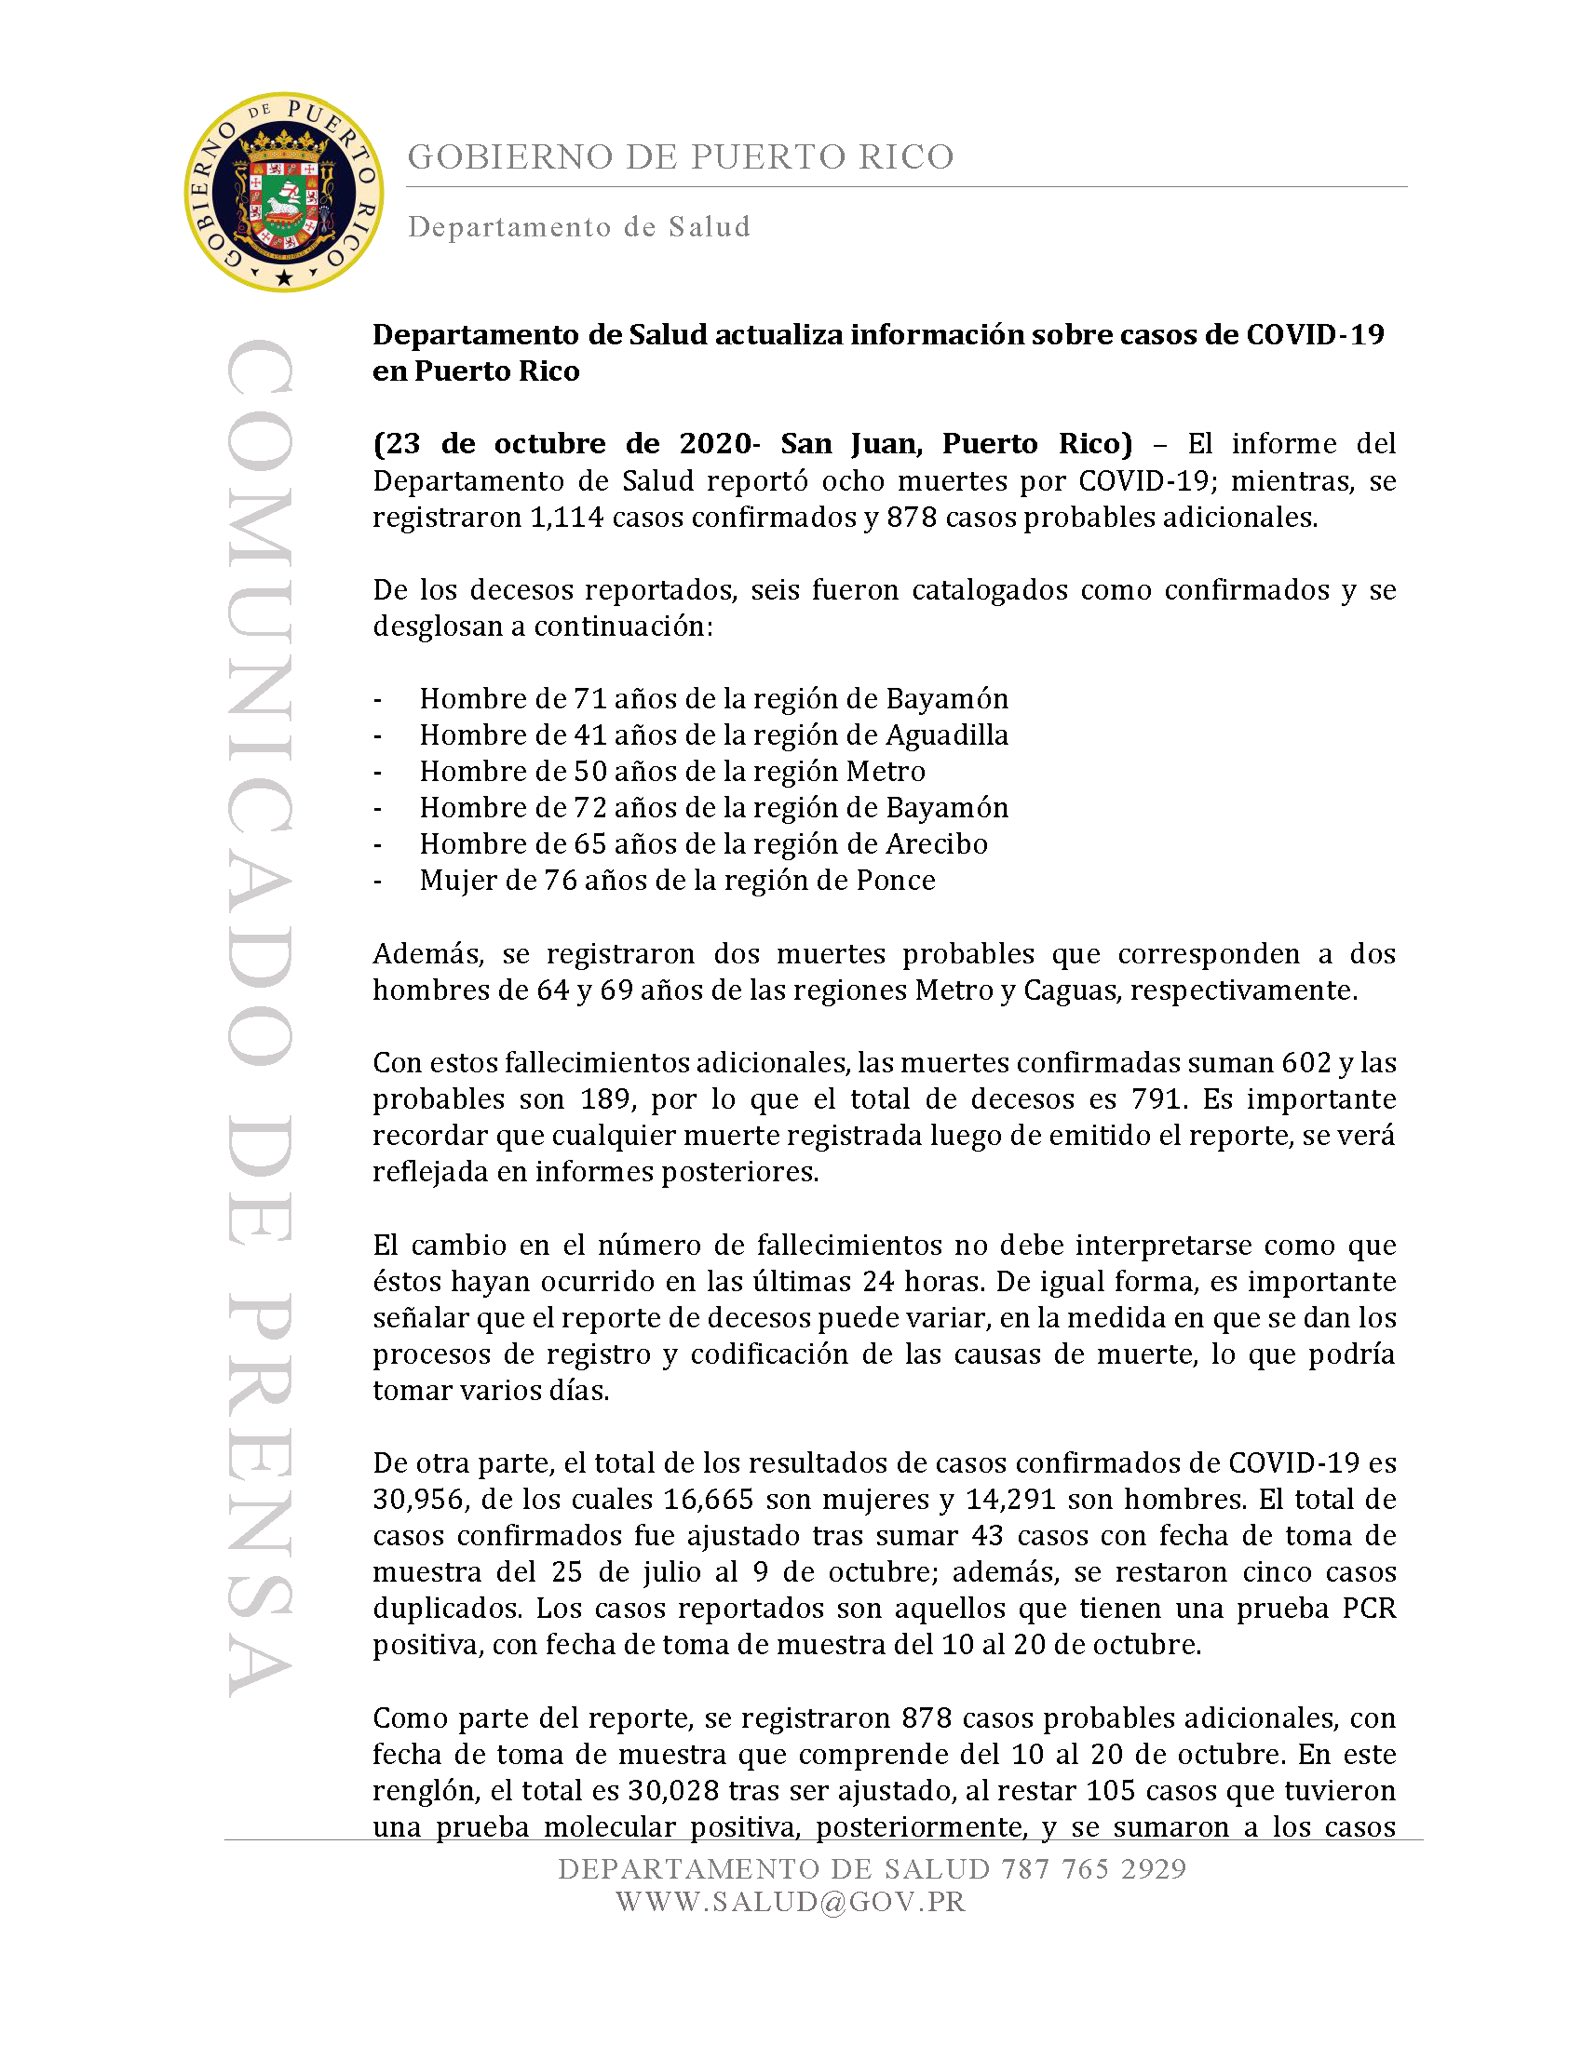 GOBIERNO DE PUERTO RICO
GOBIERNO DE PUERTO RICO
Departamento de Salud
COMUNICADO DE PRENSA
Departamento de Salud actualiza información sobre casos de COVID-19
en Puerto Rico
(23 de octubre de 2020- San Juan, Puerto Rico) – El informe del
Departamento de Salud reportó ocho muertes por COVID-19; mientras, se
registraron 1,114 casos confirmados y 878 casos probables adicionales.
De los decesos reportados, seis fueron catalogados como confirmados y se
desglosan a continuación:
- Hombre de 71 años de la región de Bayamón
- Hombre de 41 años de la región de Aguadilla
- Hombre de 50 años de la región Metro
- Hombre de 72 años de la región de Bayamón
- Hombre de 65 años de la región de Arecibo
- Mujer de 76 años de la región de Ponce
Además, se registraron dos muertes probables que corresponden a dos
hombres de 64 y 69 años de las regiones Metro y Caguas, respectivamente.
Con estos fallecimientos adicionales, las muertes confirmadas suman 602 y las
probables son 189, por lo que el total de decesos es 791. Es importante
recordar que cualquier muerte registrada luego de emitido el reporte, se verá
reflejada en informes posteriores.
El cambio en el número de fallecimientos no debe interpretarse como que
éstos hayan ocurrido en las últimas 24 horas. De igual forma, es importante
señalar que el reporte de decesos puede variar, en la medida en que se dan los
procesos de registro y codificación de las causas de muerte, lo que podría
tomar varios días.
De otra parte, el total de los resultados de casos confirmados de COVID-19 es
30,956, de los cuales 16,665 son mujeres y 14,291 son hombres. El total de
casos confirmados fue ajustado tras sumar 43 casos con fecha de toma de
muestra del 25 de julio al 9 de octubre; además, se restaron cinco casos
duplicados. Los casos reportados son aquellos que tienen una prueba PCR
positiva, con fecha de toma de muestra del 10 al 20 de octubre.
Como parte del reporte, se registraron 878 casos probables adicionales, con
fecha de toma de muestra que comprende del 10 al 20 de octubre. En este
renglón, el total es 30,028 tras ser ajustado, al restar 105 casos que tuvieron
una prueba molecular positiva, posteriormente, y se sumaron a los casos
DEPARTAMENTO DE SALUD 787 765 2929
WWW.SALUD@GOV.PR